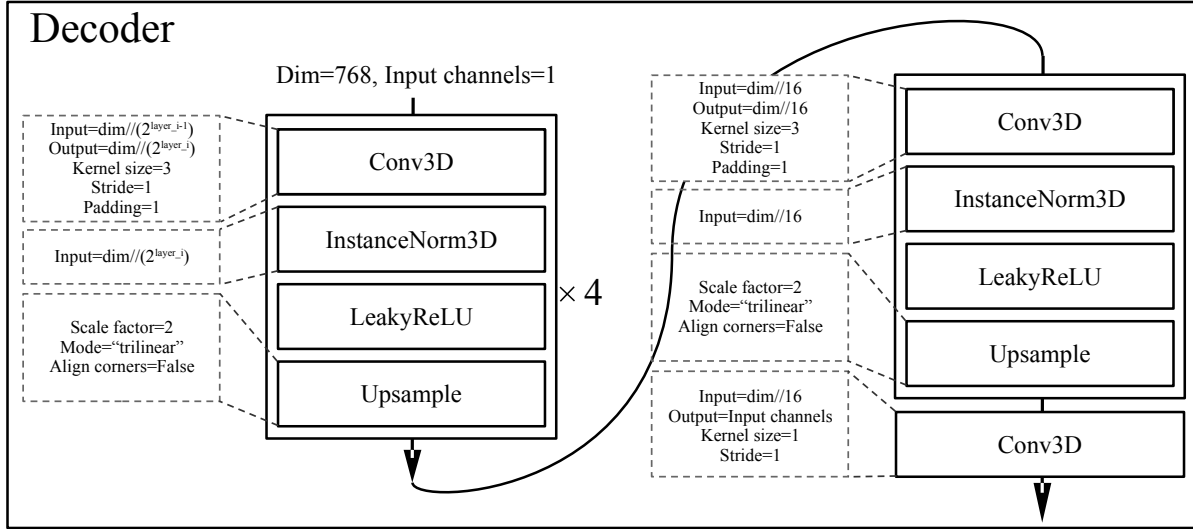 Decoder
Dim=768, Input channels=1
Input=dim//(2^layer_i-1)
Output=dim//(2^layer_i)
Kernel size=3
Stride=1
Padding=1
Input=dim//(2^layer_i)
Scale factor=2
Mode=“trilinear”
Align corners=False
Conv3D
InstanceNorm3D
LeakyReLU
Upsample
× 4
Input=dim//16
Output=dim//16
Kernel size=3
Stride=1
Padding=1
Input=dim//16
Scale factor=2
Mode=“trilinear”
Align corners=False
Input=dim//16
Output=Input channels
Kernel size=1
Stride=1
Conv3D
InstanceNorm3D
LeakyReLU
Upsample
Conv3D